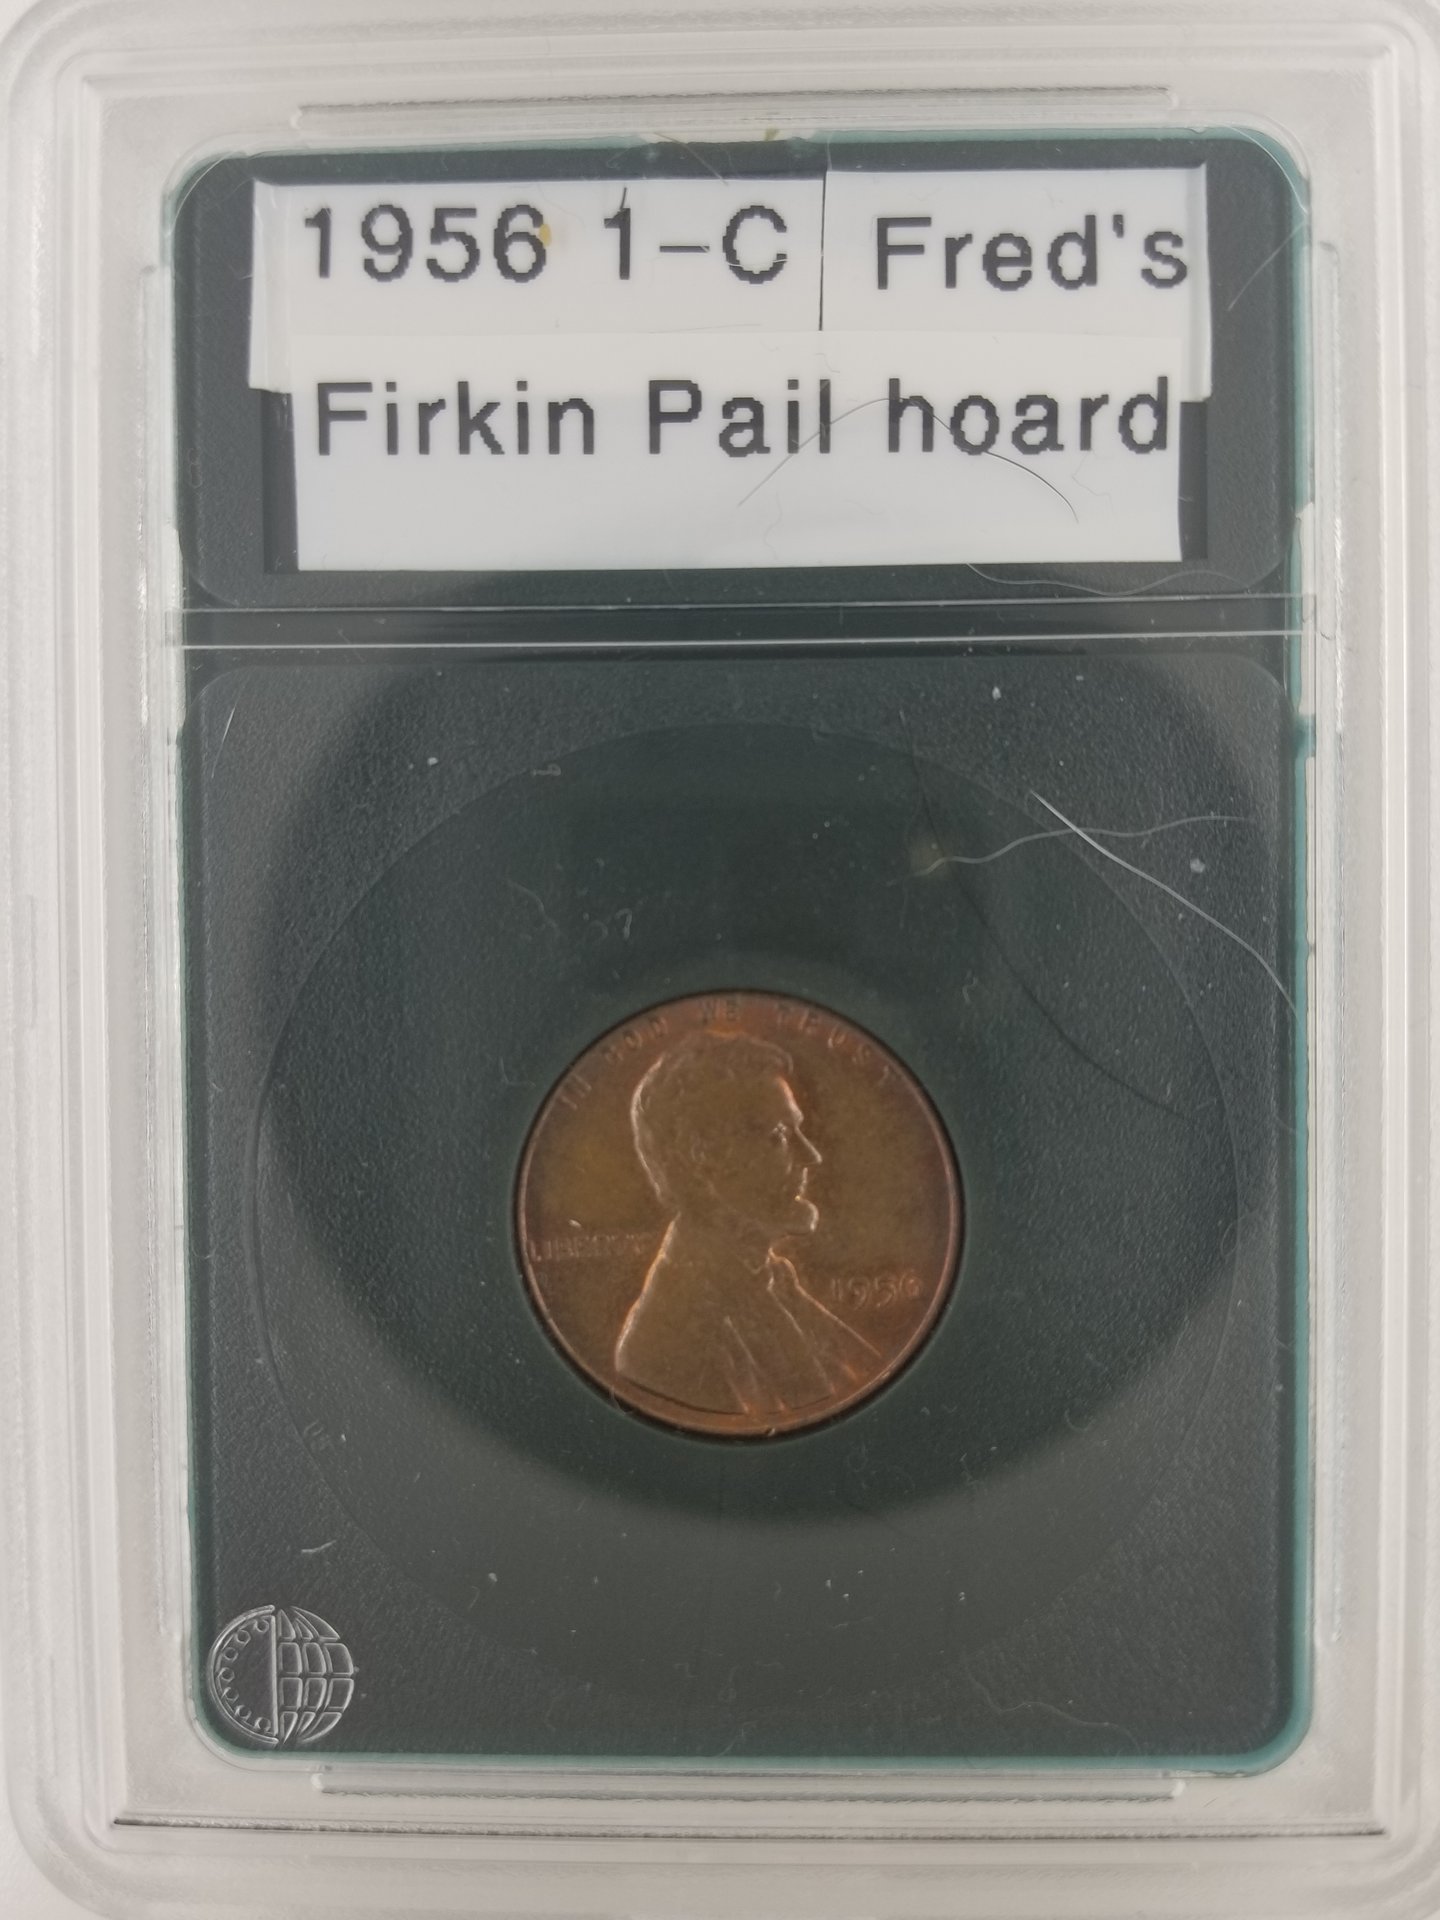 1956 1-C Fred's
Firkin Pail hoard
IN GOD WE TRUST
LIBERTY
1956